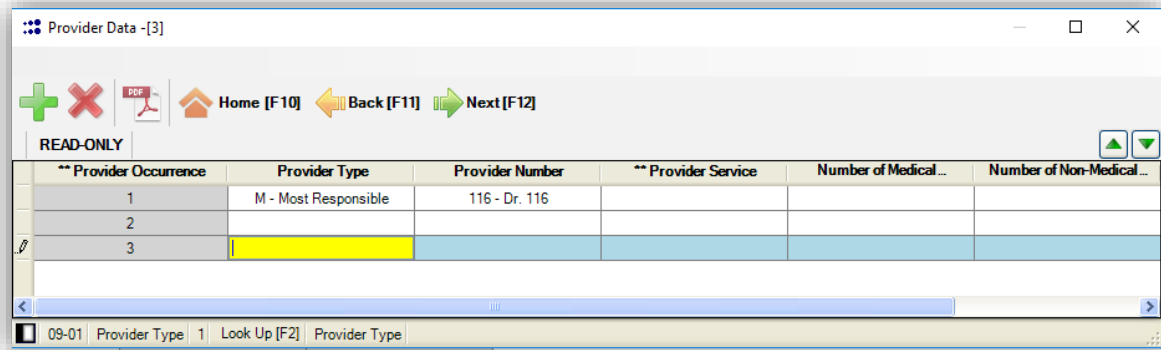 Provider Data -[3]
PDF Home [F10] Back [F11] Next [F12]
READ-ONLY
** Provider Occurrence Provider Type Provider Number ** Provider Service Number of Medical... Number of Non-Medical...
1 M - Most Responsible 116 - Dr. 116
2
3
09-01 Provider Type 1 Look Up [F2] Provider Type